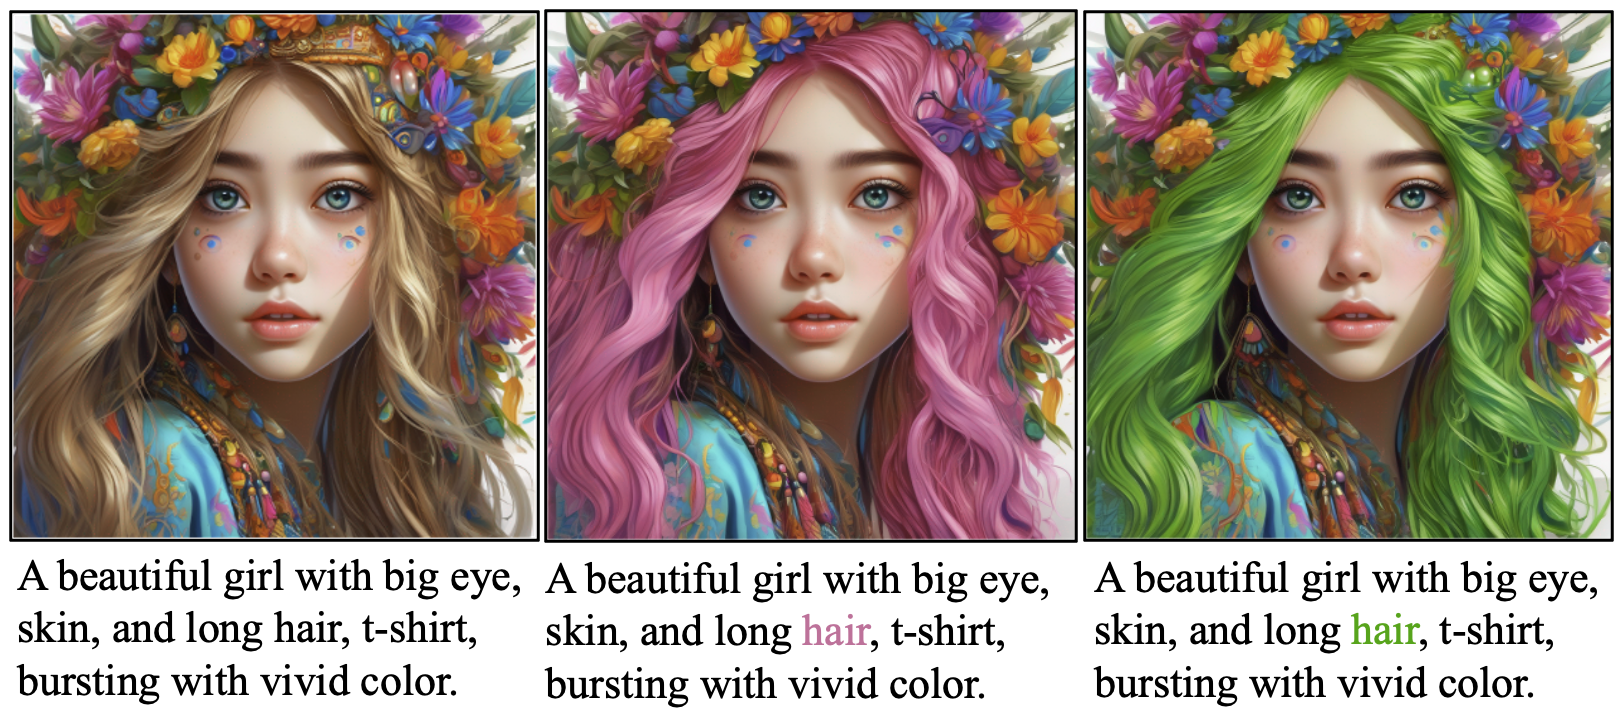 A beautiful girl with big eye,
skin, and long hair, t-shirt,
bursting with vivid color.
A beautiful girl with big eye,
skin, and long hair, t-shirt,
bursting with vivid color.
A beautiful girl with big eye,
skin, and long hair, t-shirt,
bursting with vivid color.